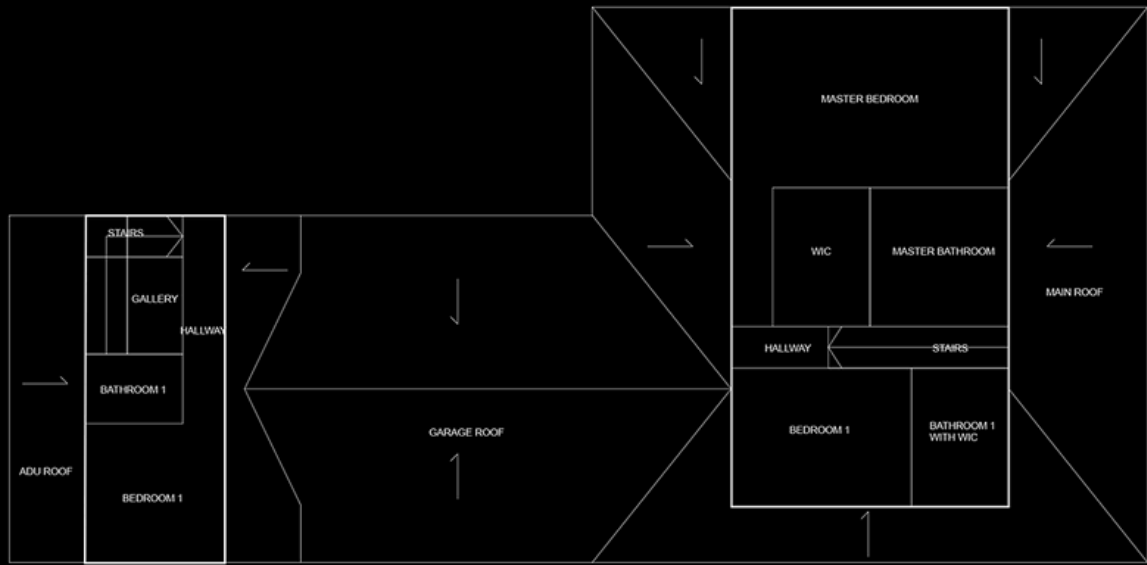 MASTER BEDROOM
STAIRS
WIC
MASTER BATHROOM
GALLERY
MAIN ROOF
HALLWAY
HALLWAY
STAIRS
BATHROOM 1
BEDROOM 1
BATHROOM 1
WITH WIC
GARAGE ROOF
ADU ROOF
BEDROOM 1